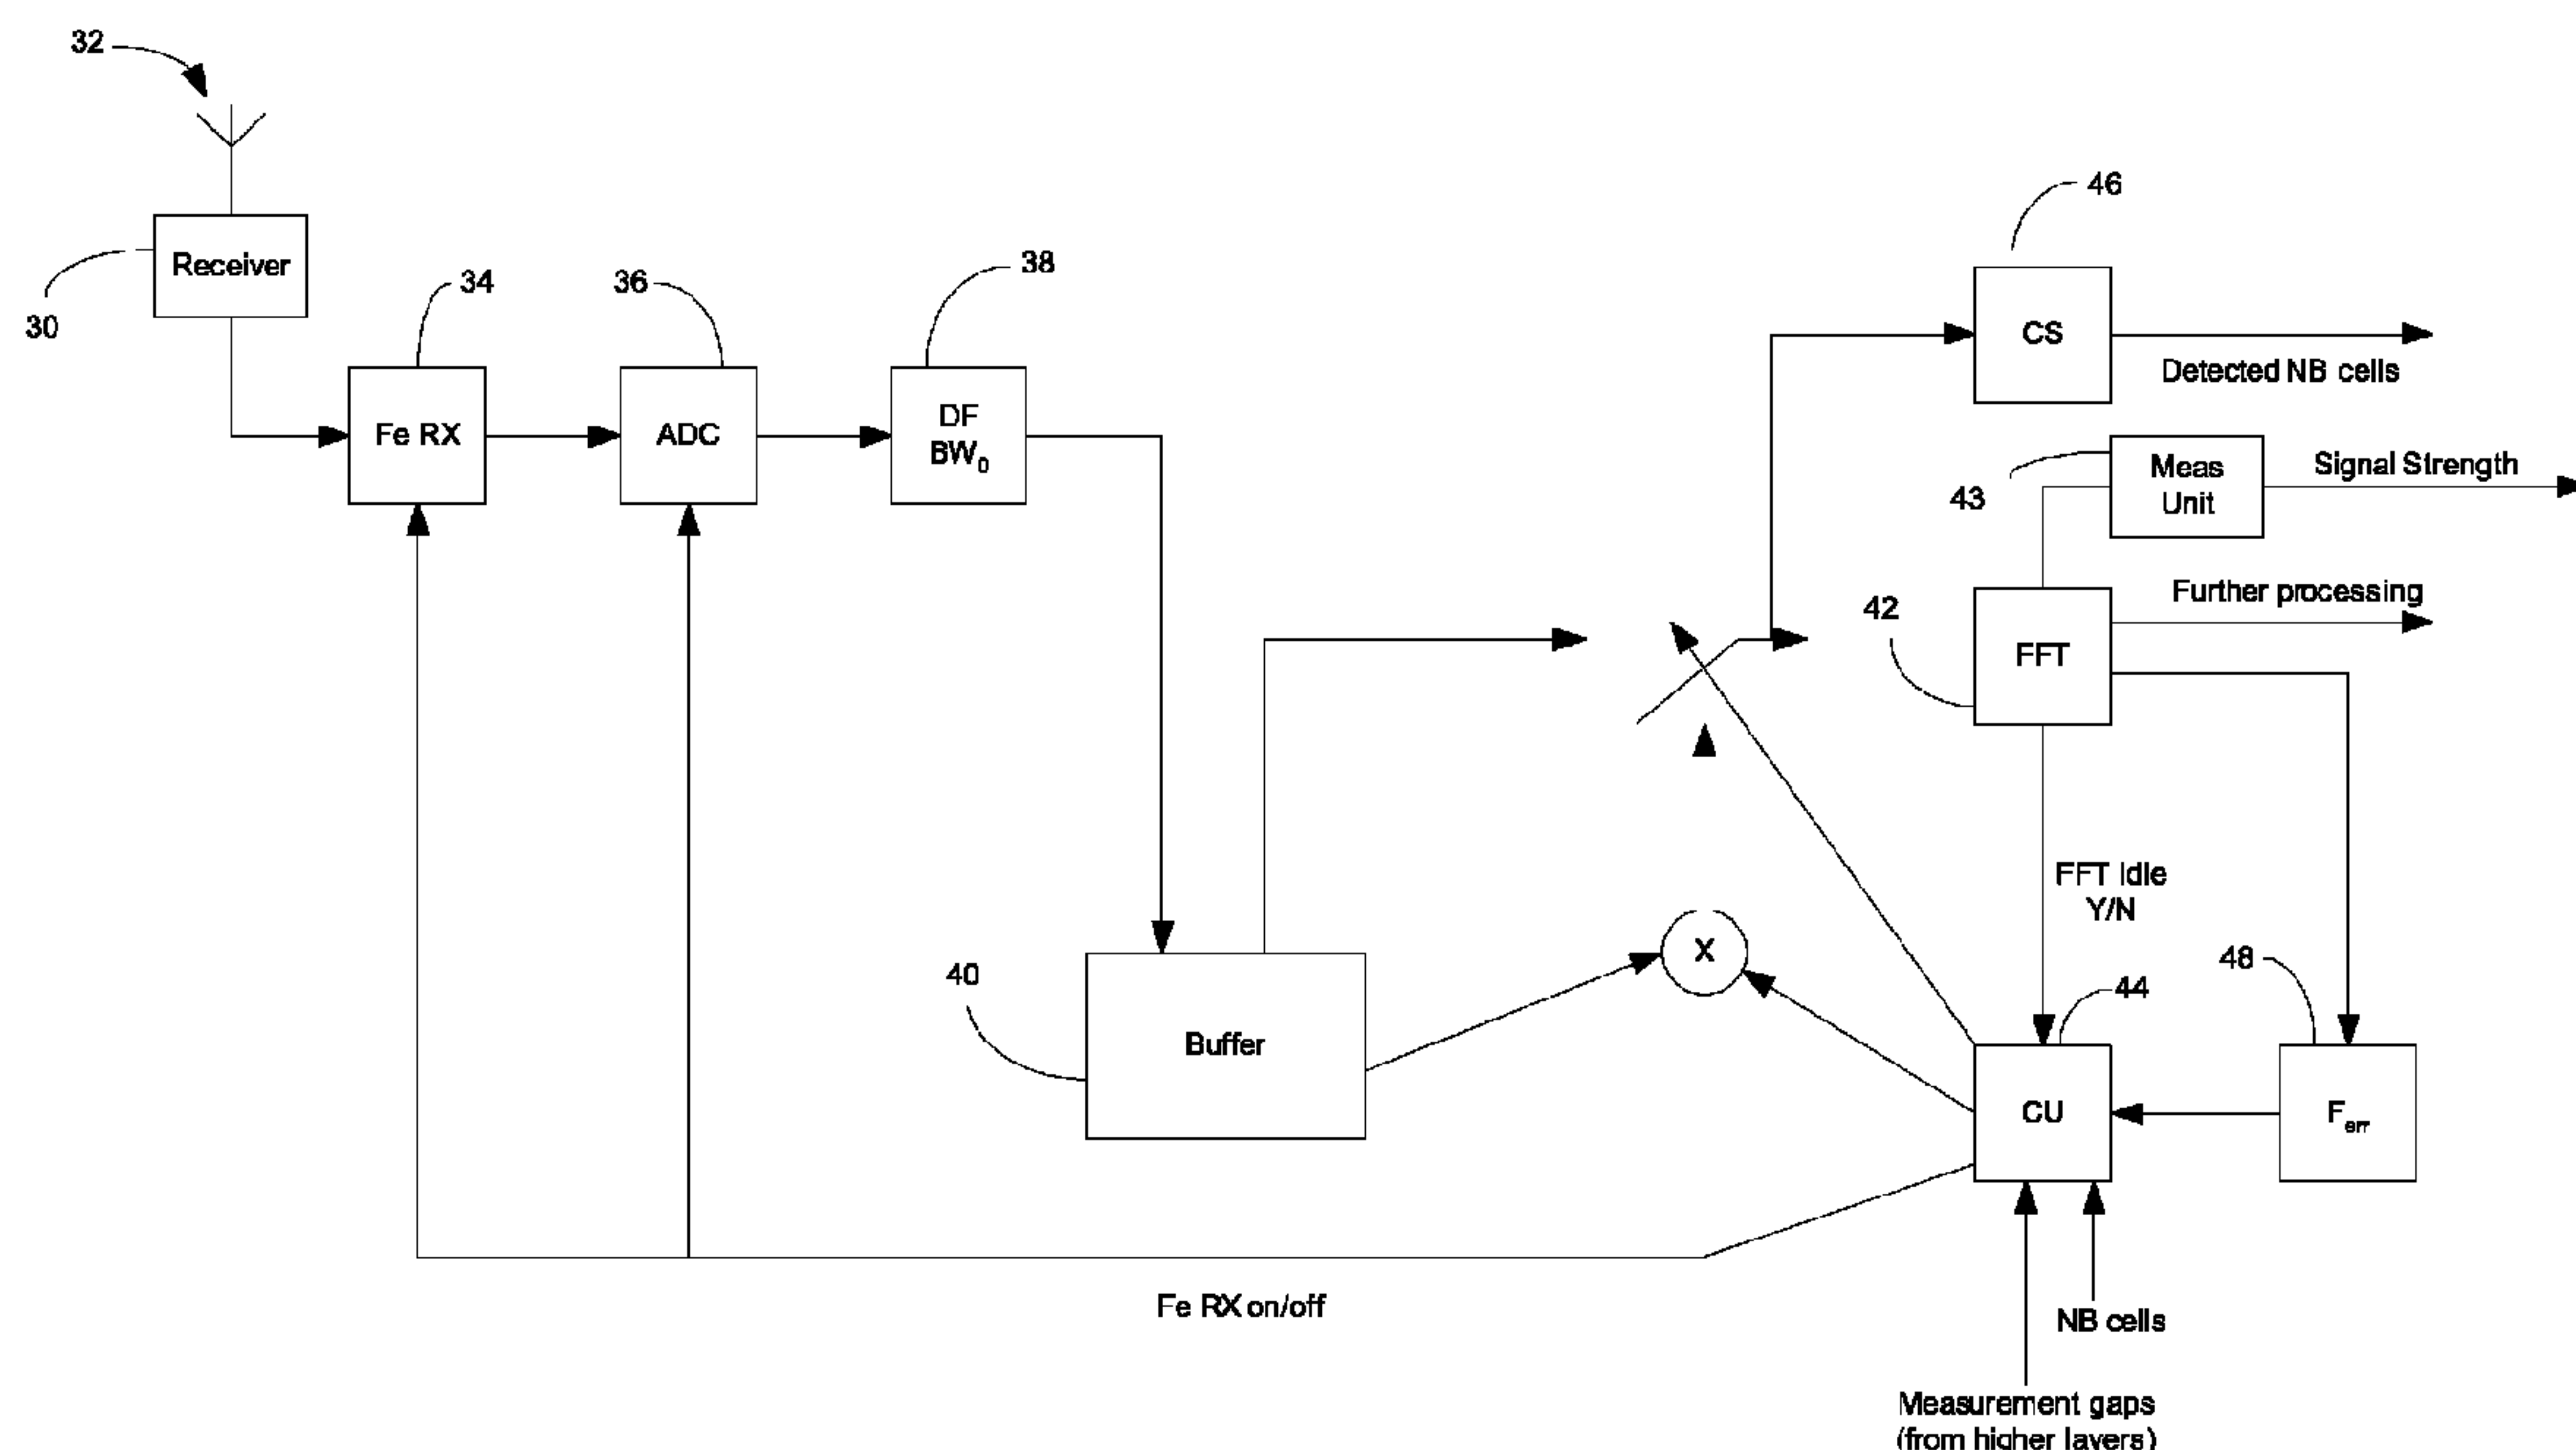 32
46
Receiver
30
34
36
38
Fe RX
ADC
DF
BW0
CS
Detected NB cells
43
Meas
Unit
Signal Strength
42
FFT
Further processing
FFT Idle
Y/N
40
Buffer
X
44
48
CU
Ferr
Fe RX on/off
NB cells
Measurement gaps
(from higher layers)